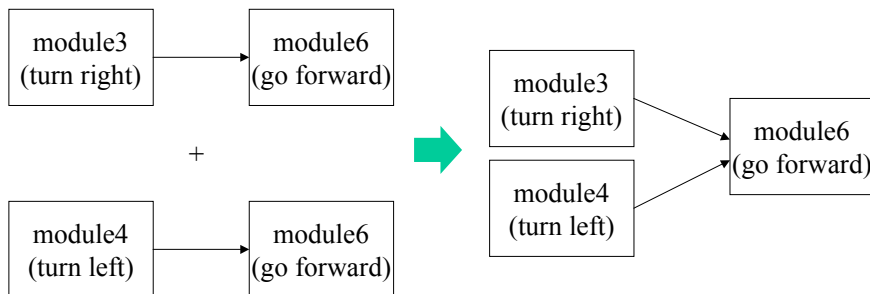 module3
(turn right)
module6
(go forward)
+
module4
(turn left)
module6
(go forward)
module3
(turn right)
module4
(turn left)
module6
(go forward)